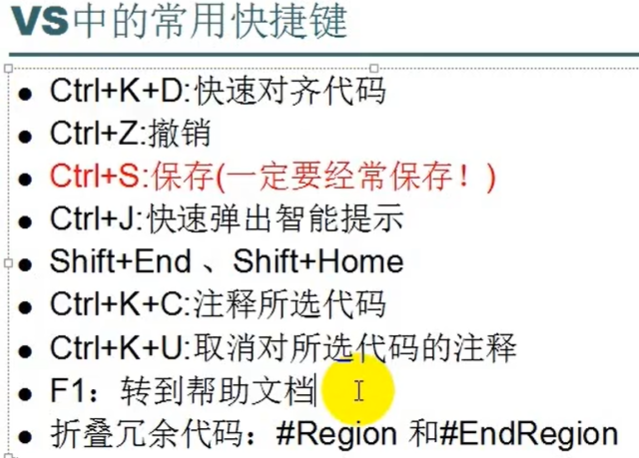 VS中的常用快捷键
● Ctrl+K+D:快速对齐代码
● Ctrl+Z:撤销
● Ctrl+S:保存(一定要经常保存！)
● Ctrl+J:快速弹出智能提示
● Shift+End 、Shift+Home
● Ctrl+K+C:注释所选代码
● Ctrl+K+U:取消对所选代码的注释
● F1：转到帮助文档
● 折叠冗余代码：#Region 和#EndRegion